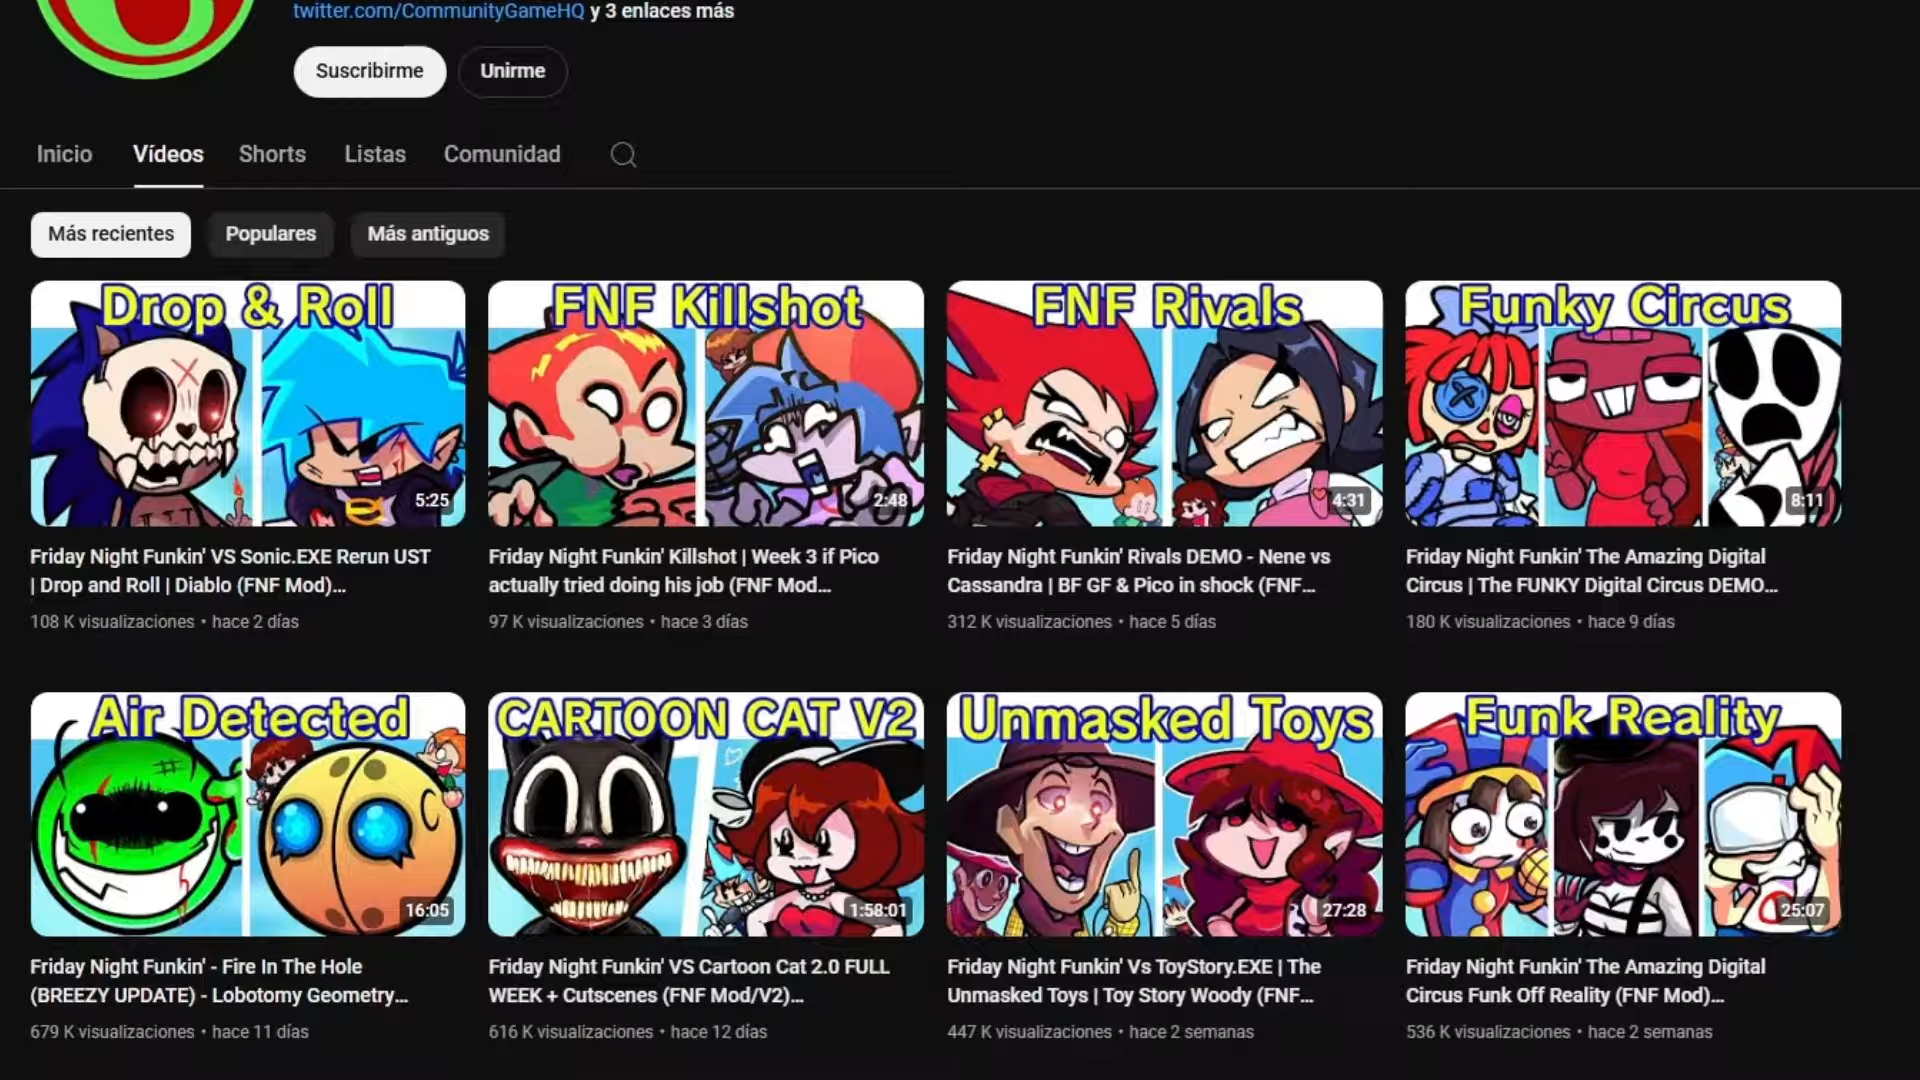 twitter.com/CommunityGameHQ y 3 enlaces más
Suscribirme
Unirme
Inicio
Vídeos
Shorts
Listas
Comunidad
Más recientes
Populares
Más antiguos
Drop & Roll
5:25
FNF Killshot
2:48
FNF Rivals
4:31
Funky Circus
8:11
Friday Night Funkin' VS Sonic.EXE Rerun UST
| Drop and Roll | Diablo (FNF Mod)...
108 K visualizaciones • hace 2 días
Friday Night Funkin' Killshot | Week 3 if Pico
actually tried doing his job (FNF Mod...
97 K visualizaciones • hace 3 días
Friday Night Funkin' Rivals DEMO - Nene vs
Cassandra | BF GF & Pico in shock (FNF...
312 K visualizaciones • hace 5 días
Friday Night Funkin' The Amazing Digital
Circus | The FUNKY Digital Circus DEMO...
180 K visualizaciones • hace 9 días
Air Detected
16:05
CARTOON CAT V2
1:58:01
Unmasked Toys
27:28
Funk Reality
25:07
Friday Night Funkin' - Fire In The Hole
(BREEZY UPDATE) - Lobotomy Geometry...
679 K visualizaciones • hace 11 días
Friday Night Funkin' VS Cartoon Cat 2.0 FULL
WEEK + Cutscenes (FNF Mod/V2)...
616 K visualizaciones • hace 12 días
Friday Night Funkin' Vs ToyStory.EXE | The
Unmasked Toys | Toy Story Woody (FNF...
447 K visualizaciones • hace 2 semanas
Friday Night Funkin' The Amazing Digital
Circus Funk Off Reality (FNF Mod)...
536 K visualizaciones • hace 2 semanas